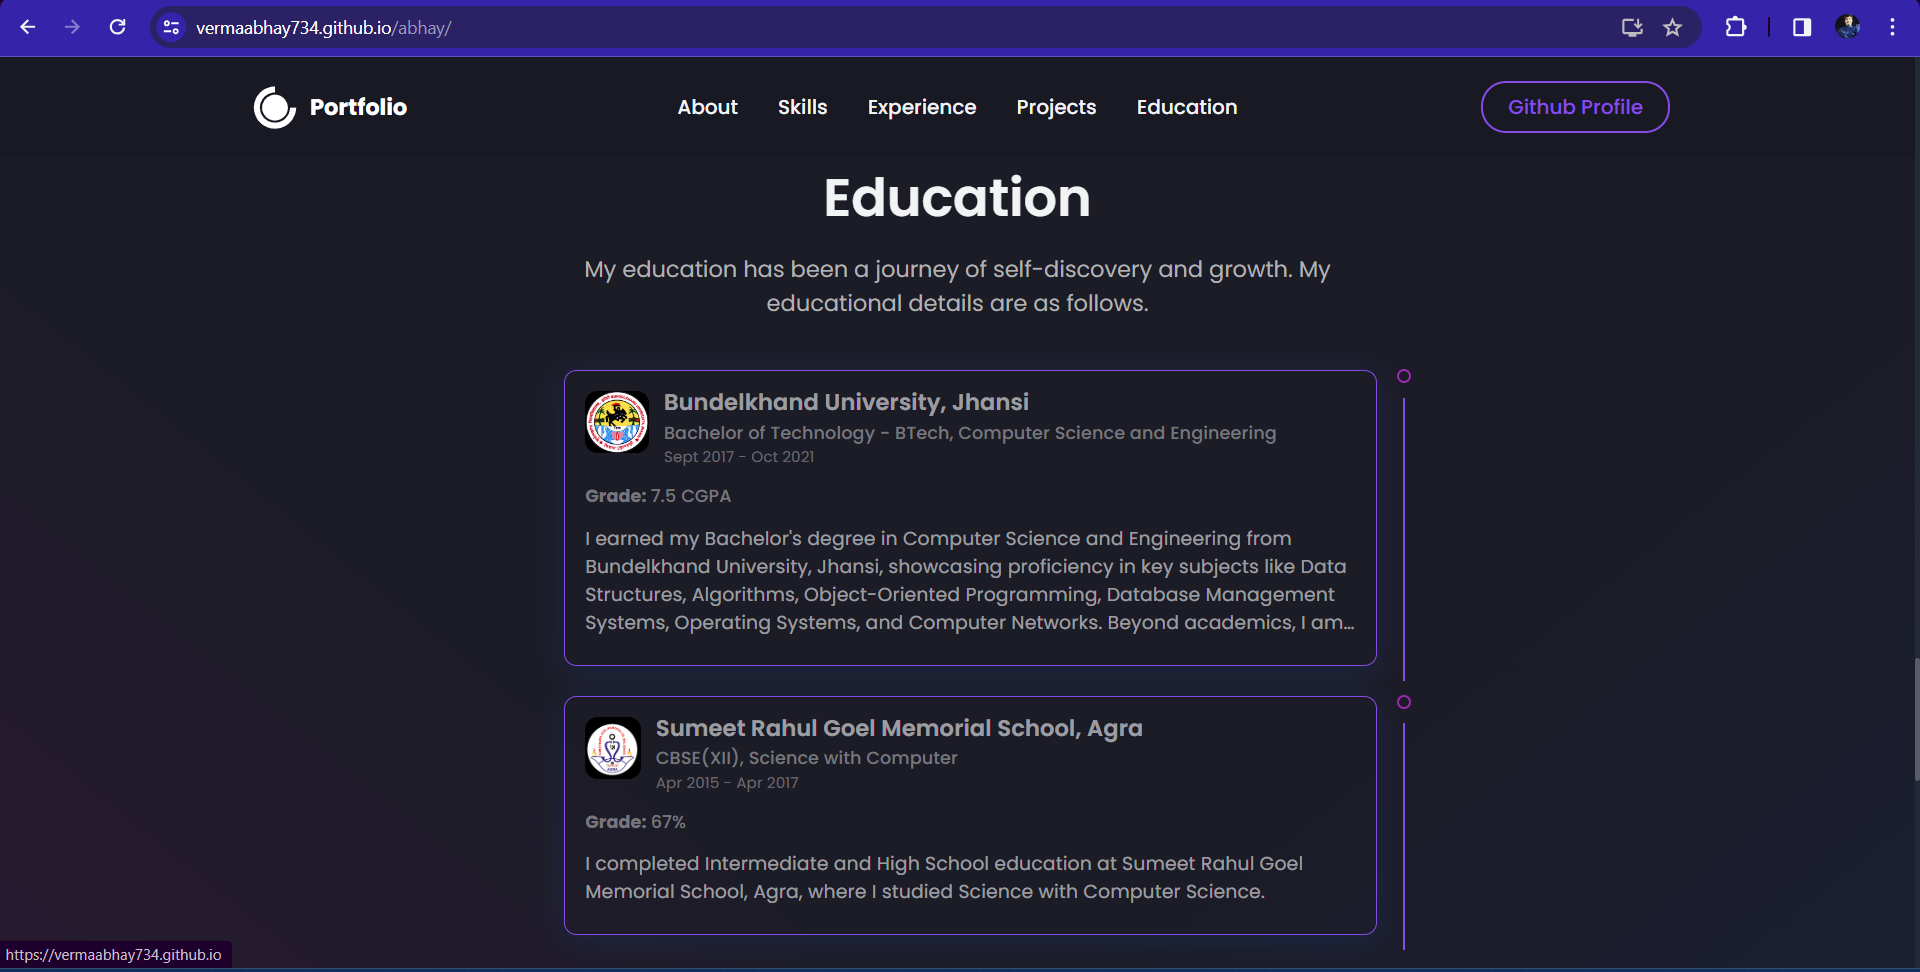 vermaabhay734.github.io/abhay/
Portfolio
About Skills Experience Projects Education
Github Profile
Education
My education has been a journey of self-discovery and growth. My
educational details are as follows.
Bundelkhand University, Jhansi
Bachelor of Technology - BTech, Computer Science and Engineering
Sept 2017 - Oct 2021
Grade: 7.5 CGPA
I earned my Bachelor's degree in Computer Science and Engineering from
Bundelkhand University, Jhansi, showcasing proficiency in key subjects like Data
Structures, Algorithms, Object-Oriented Programming, Database Management
Systems, Operating Systems, and Computer Networks. Beyond academics, I am...
Sumeet Rahul Goel Memorial School, Agra
CBSE(XII), Science with Computer
Apr 2015 - Apr 2017
Grade: 67%
I completed Intermediate and High School education at Sumeet Rahul Goel
Memorial School, Agra, where I studied Science with Computer Science.
https://vermaabhay734.github.io